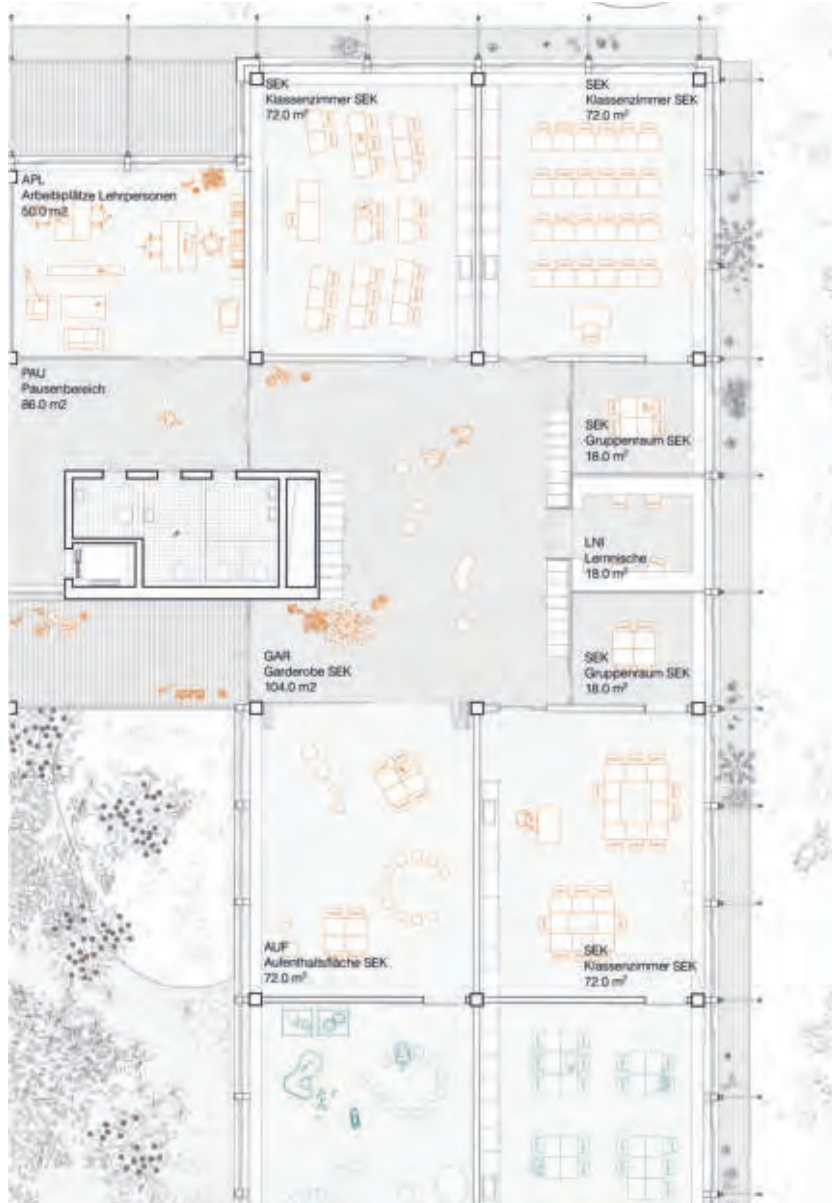 SEK
Klassenzimmer SEK
72.0 m²
SEK
Klassenzimmer SEK
72.0 m²
APL
Arbeitsplätze Lehrpersonen
50.0 m2
PAU
Pausenbereich
86.0 m2
SEK
Gruppenraum SEK
18.0 m²
LNI
Lernnische
18.0 m²
GAR
Garderobe SEK
104.0 m2
SEK
Gruppenraum SEK
18.0 m²
AUF
Aufenthaltsfläche SEK
72.0 m²
SEK
Klassenzimmer SEK
72.0 m²